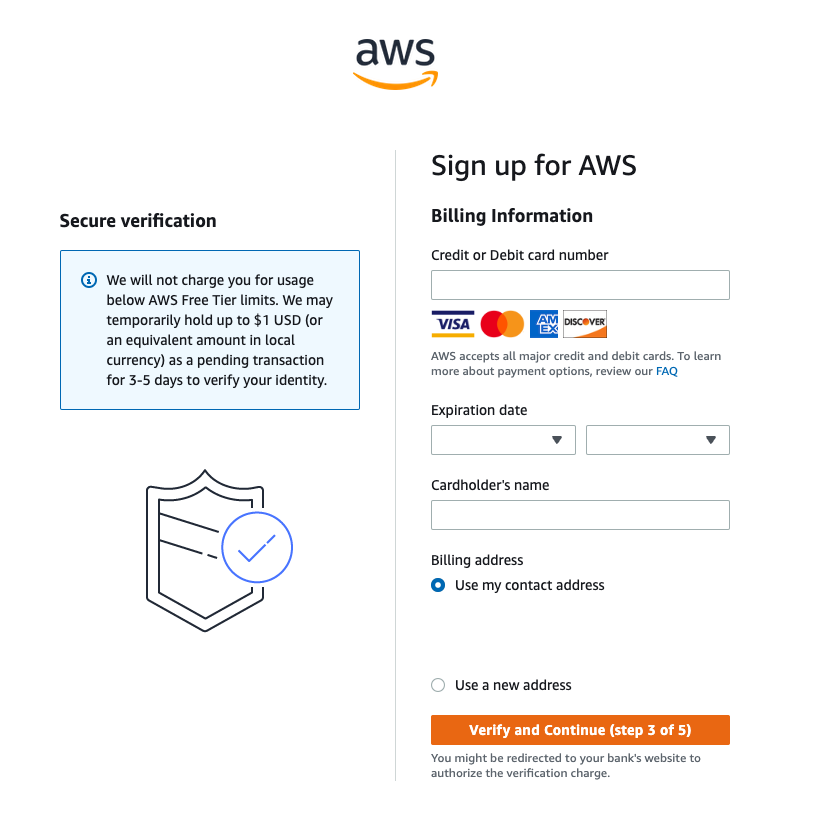 aws
Sign up for AWS
Secure verification
We will not charge you for usage
below AWS Free Tier limits. We may
temporarily hold up to $1 USD (or
an equivalent amount in local
currency) as a pending transaction
for 3-5 days to verify your identity.
Billing Information
Credit or Debit card number
VISA AM EX DISCOVER
AWS accepts all major credit and debit cards. To learn
more about payment options, review our FAQ
Expiration date
Cardholder's name
Billing address
Use my contact address
Use a new address
Verify and Continue (step 3 of 5)
You might be redirected to your bank's website to
authorize the verification charge.